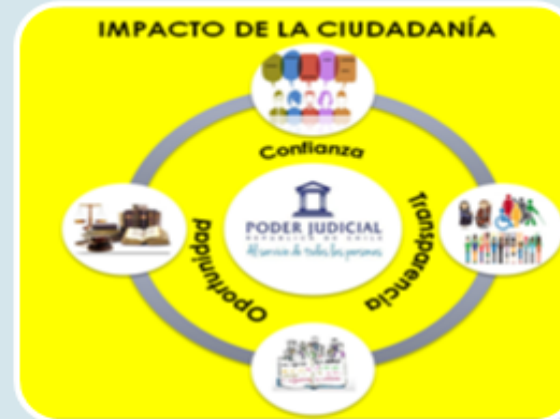 IMPACTO DE LA CIUDADANÍA
Confianza
Transparencia
Oportunidad
PODER JUDICIAL
REPÚBLICA DE CHILE
Al servicio de todas las personas